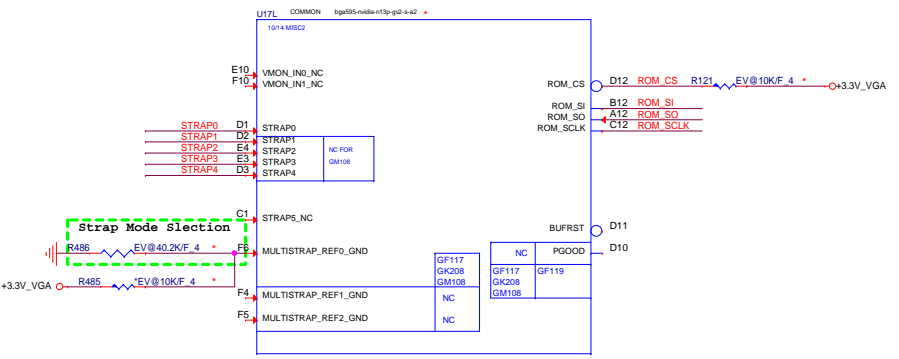 U17L COMMON bga595-nvidia-n13p-gv2-s-a2 *
10/14 MISC2
E10 VMON_IN0_NC
F10 VMON_IN1_NC
ROM_CS D12 ROM_CS R121 EV@10K/F_4 * +3.3V_VGA
ROM_SI B12 ROM_SI
ROM_SO A12 ROM_SO
ROM_SCLK C12 ROM_SCLK
STRAP0 D1 STRAP0
STRAP1 D2 STRAP1
STRAP2 E4 STRAP2
STRAP3 E3 STRAP3
STRAP4 D3 STRAP4
NC FOR
GM108
C1 STRAP5_NC
Strap Mode Slection
BUFRST D11
R486 EV@40.2K/F_4 * F6 MULTISTRAP_REF0_GND
NC PGOOD D10
GF117
GK208
GM108
GF117
GK208
GM108
GF119
+3.3V_VGA R485 *EV@10K/F_4 *
F4 MULTISTRAP_REF1_GND NC
F5 MULTISTRAP_REF2_GND NC